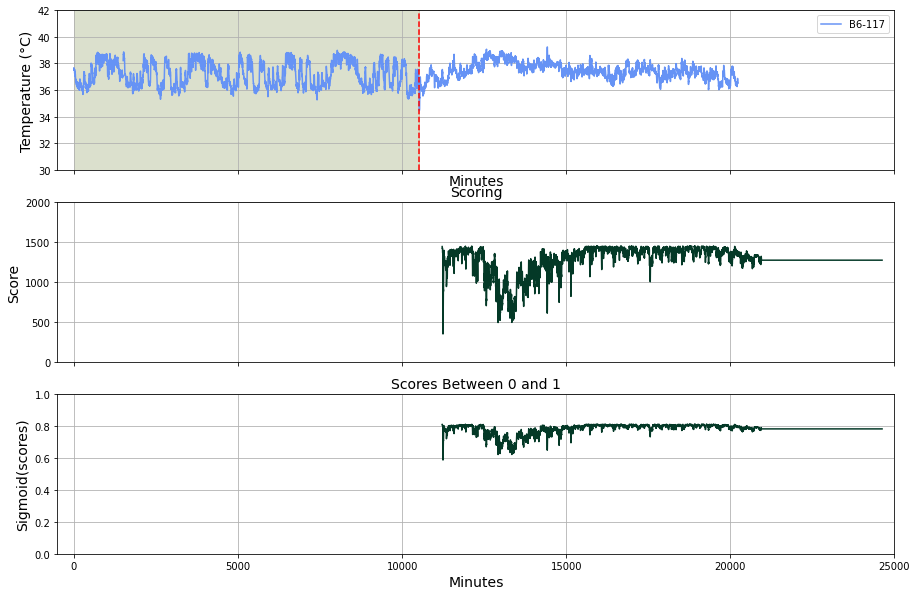 42
40
38
36
34
32
30
Temperature (°C)
B6-117
Minutes
Scoring
2000
1500
1000
500
0
Score
Scores Between 0 and 1
1.0
0.8
0.6
0.4
0.2
0.0
Sigmoid(scores)
0 5000 10000 15000 20000 25000
Minutes